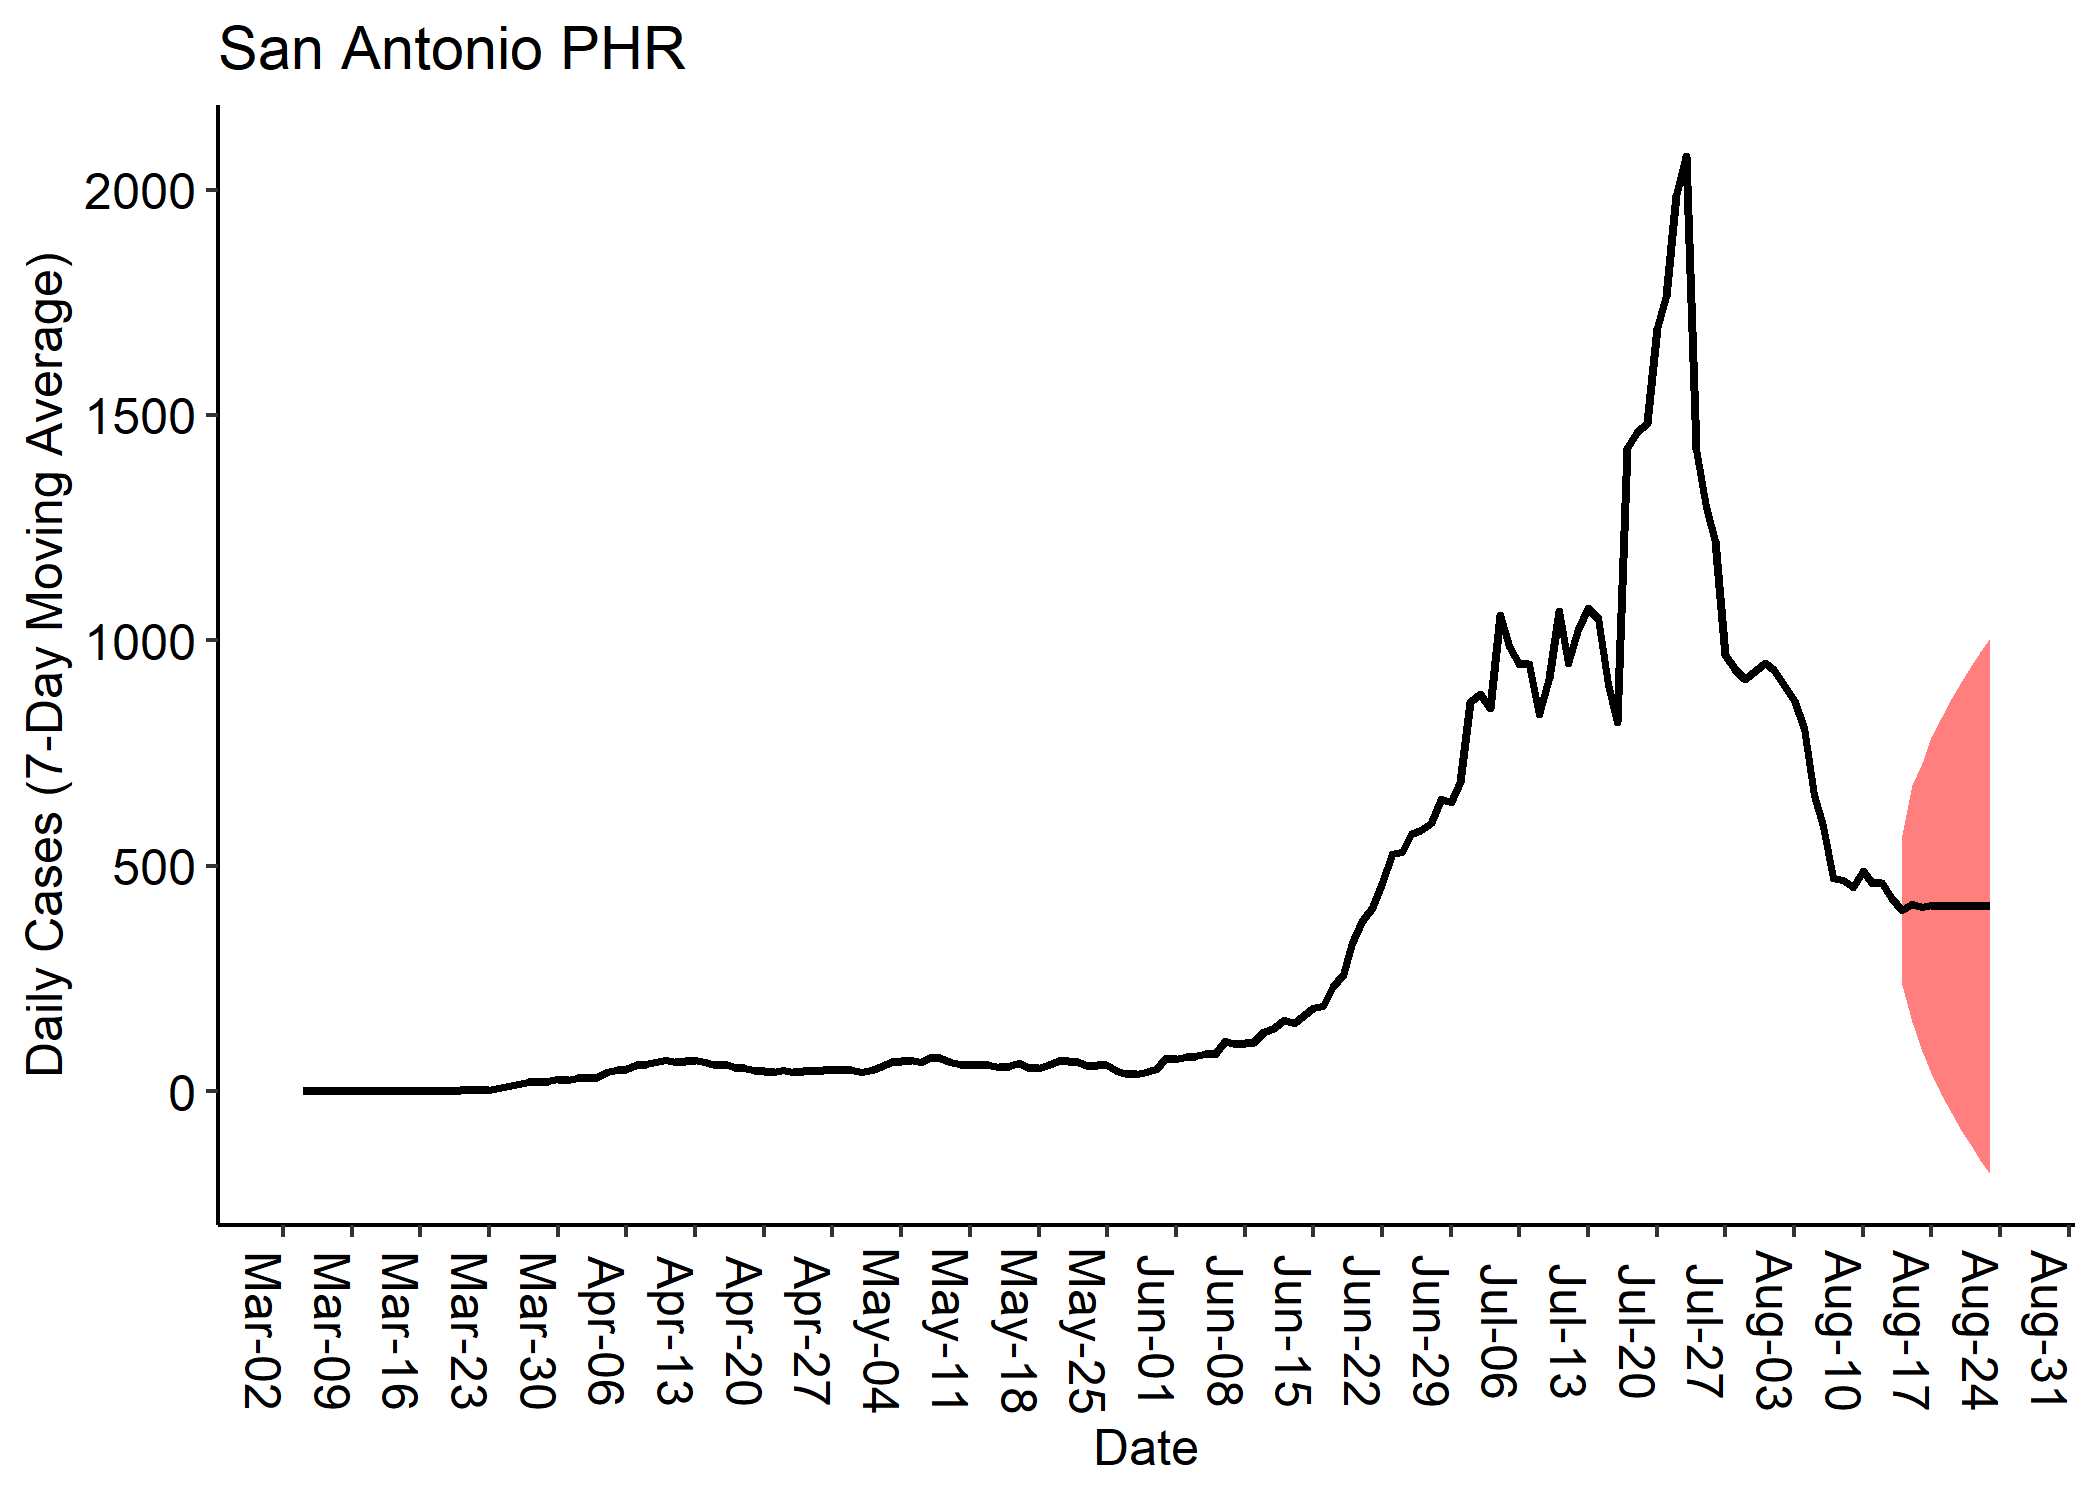 San Antonio PHR
Daily Cases (7-Day Moving Average)
2000
1500
1000
500
0
Mar-02
Mar-09
Mar-16
Mar-23
Mar-30
Apr-06
Apr-13
Apr-20
Apr-27
May-04
May-11
May-18
May-25
Jun-01
Jun-08
Jun-15
Jun-22
Jun-29
Jul-06
Jul-13
Jul-20
Jul-27
Aug-03
Aug-10
Aug-17
Aug-24
Aug-31
Date